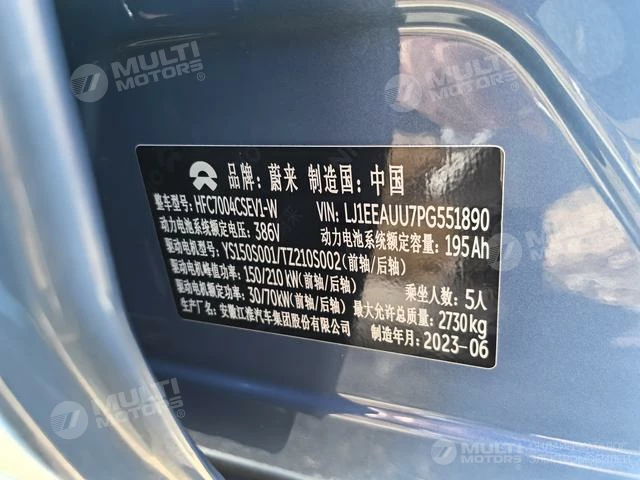 MULTI MOTORS
MULTI MOTORS
品牌: 蔚来 制造国: 中国
整车型号: HFC7004CSEV1-W VIN: LJ1EEAUU7PG551890
动力电池系统额定电压: 386V 动力电池系统额定容量: 195Ah
驱动电机型号: YS150S001/TZ210S002(前轴/后轴)
驱动电机峰值功率: 150/210kW(前轴/后轴) 乘坐人数: 5人
驱动电机额定功率: 30/70kW(前轴/后轴) 最大允许总质量: 2730kg
生产厂名: 安徽江淮汽车集团股份有限公司 制造年月: 2023-06
MULTI MOTORS
MULTI MOTORS